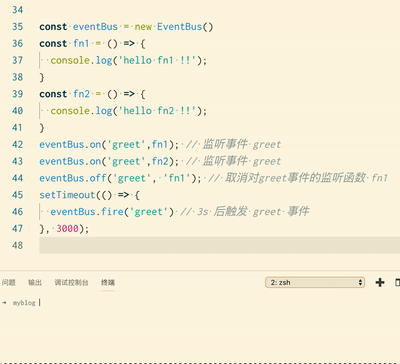 34
35 const eventBus = new EventBus()
36 const fn1 = () => {
37   console.log('hello fn1 !!');
38 }
39 const fn2 = () => {
40   console.log('hello fn2 !!');
41 }
42 eventBus.on('greet',fn1); // 监听事件 greet
43 eventBus.on('greet',fn2); // 监听事件 greet
44 eventBus.off('greet', 'fn1'); // 取消对greet事件的监听函数 fn1
45 setTimeout(() => {
46   eventBus.fire('greet') // 3s 后触发 greet 事件
47 }, 3000);
48
问题 输出 调试控制台 终端 2: zsh
→ myblog